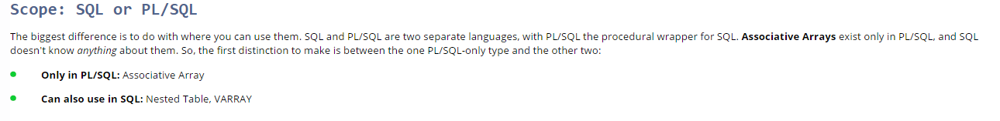 Scope: SQL or PL/SQL
The biggest difference is to do with where you can use them. SQL and PL/SQL are two separate languages, with PL/SQL the procedural wrapper for SQL. Associative Arrays exist only in PL/SQL, and SQL
doesn't know anything about them. So, the first distinction to make is between the one PL/SQL-only type and the other two:
Only in PL/SQL: Associative Array
Can also use in SQL: Nested Table, VARRAY